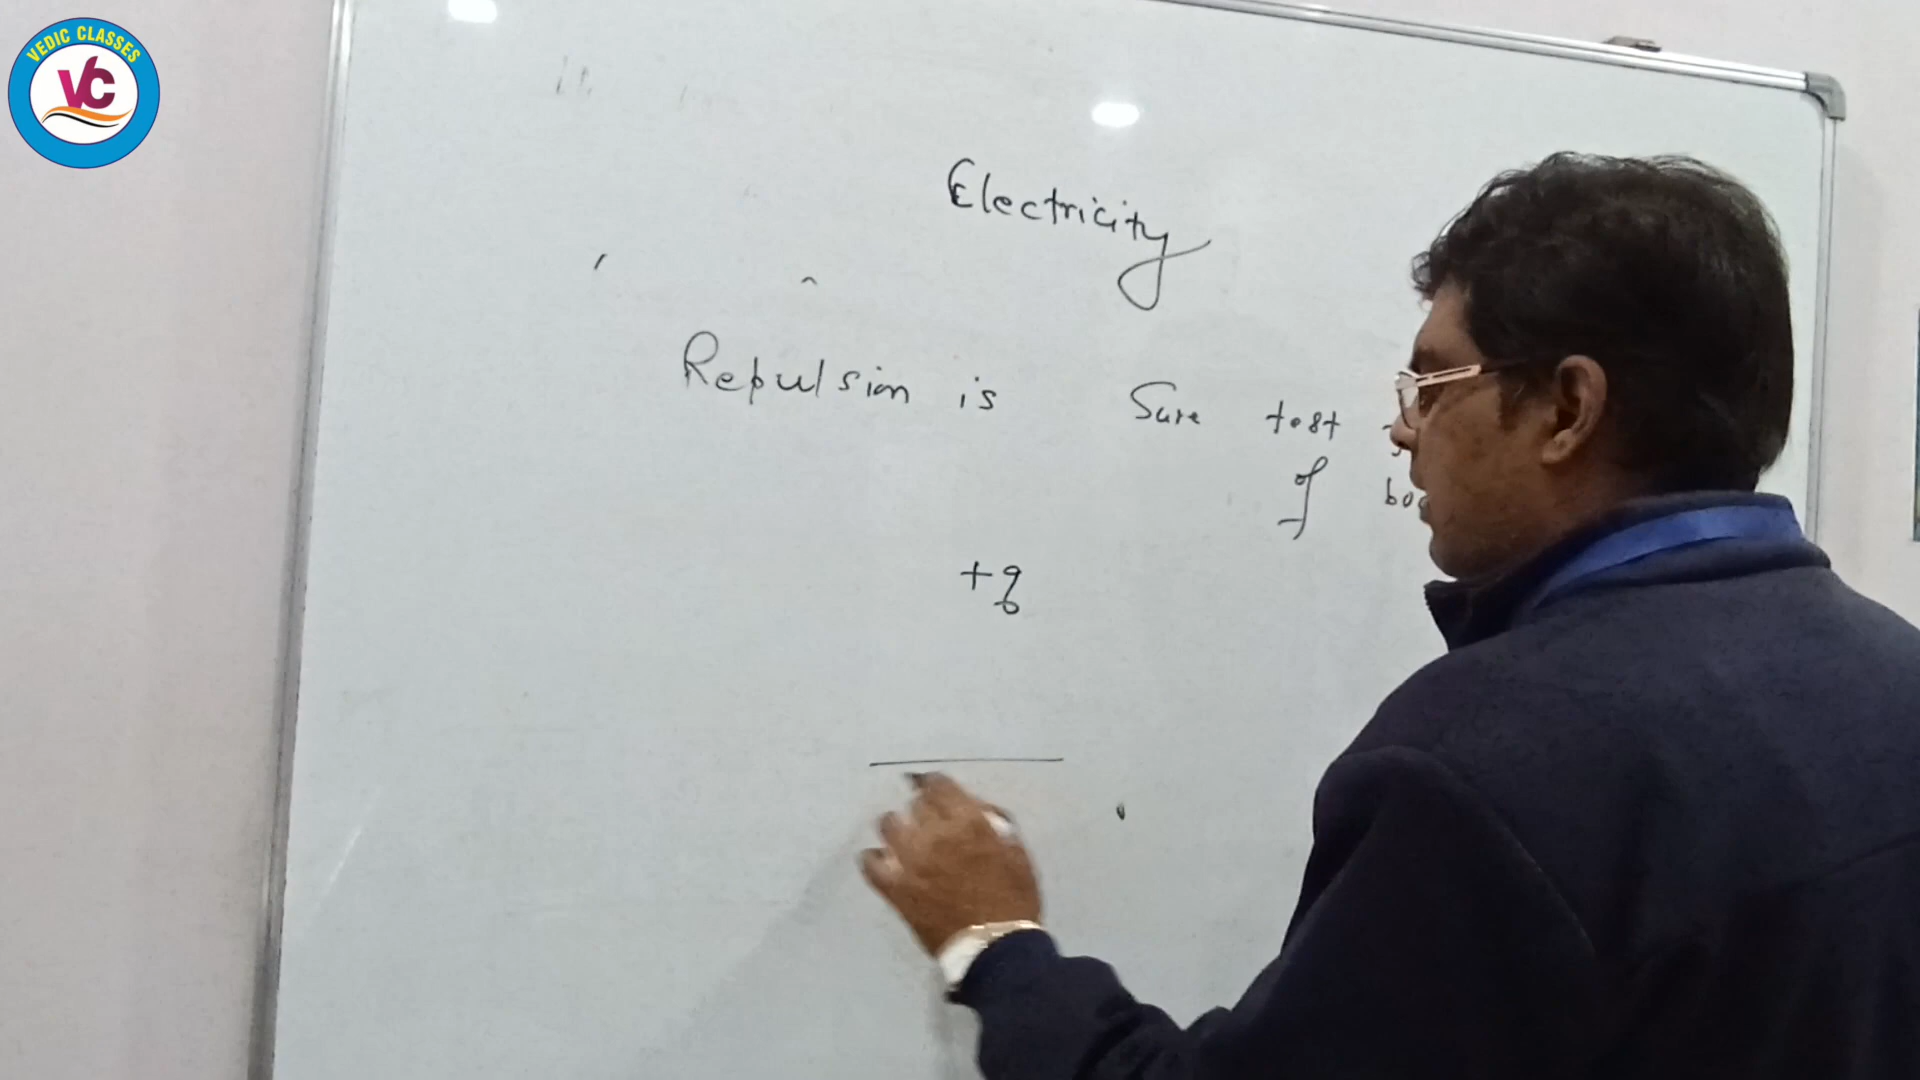 VEDIC CLASSES
VC
Electricity
Repulsion is Sure test
of
+q